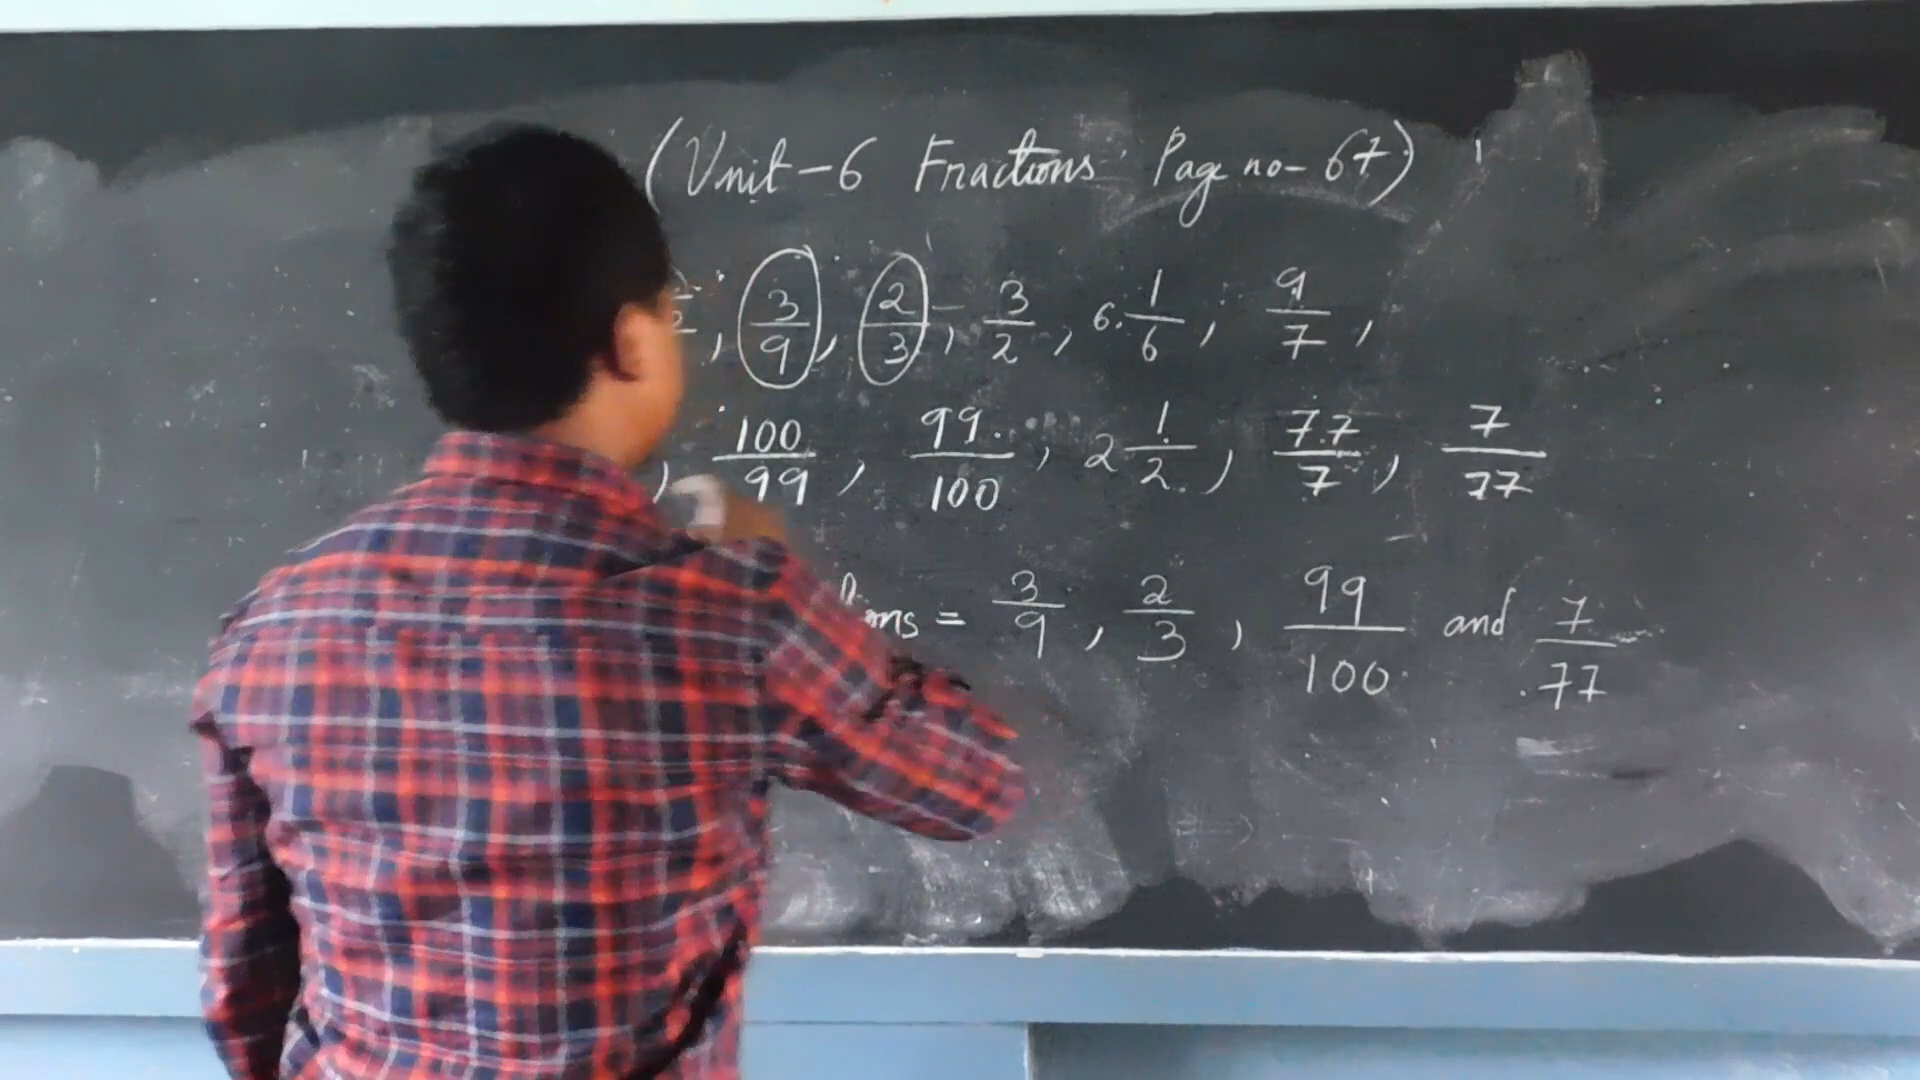 (Unit-6 Fractions Page no-67)
, 3/9, 2/3, 3/2, 6 1/6, 9/7,
, 100/99, 99/100, 2 1/2, 77/7, 7/77
= 3/9, 2/3, 99/100 and 7/77